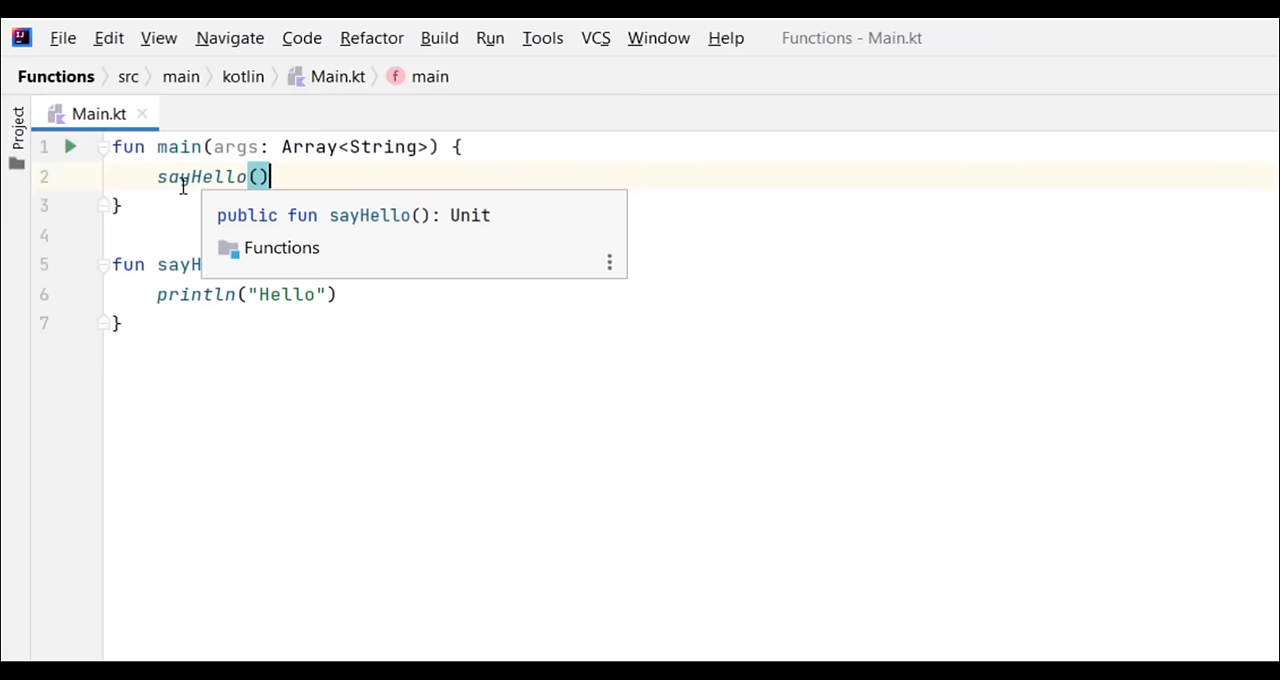 File Edit View Navigate Code Refactor Build Run Tools VCS Window Help Functions - Main.kt
Functions src main kotlin Main.kt main
Project
Main.kt
1 fun main(args: Array<String>) {
2 sayHello()
3 }
public fun sayHello(): Unit
Functions
4
5 fun sayH
6 println("Hello")
7 }